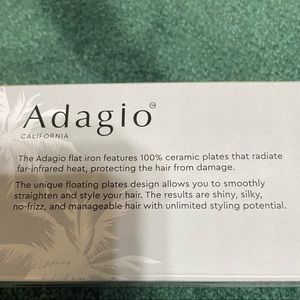 Adagio
CALIFORNIA
The Adagio flat iron features 100% ceramic plates that radiate
far-infrared heat, protecting the hair from damage.
The unique floating plates design allows you to smoothly
straighten and style your hair. The results are shiny, silky,
no-frizz, and manageable hair with unlimited styling potential.